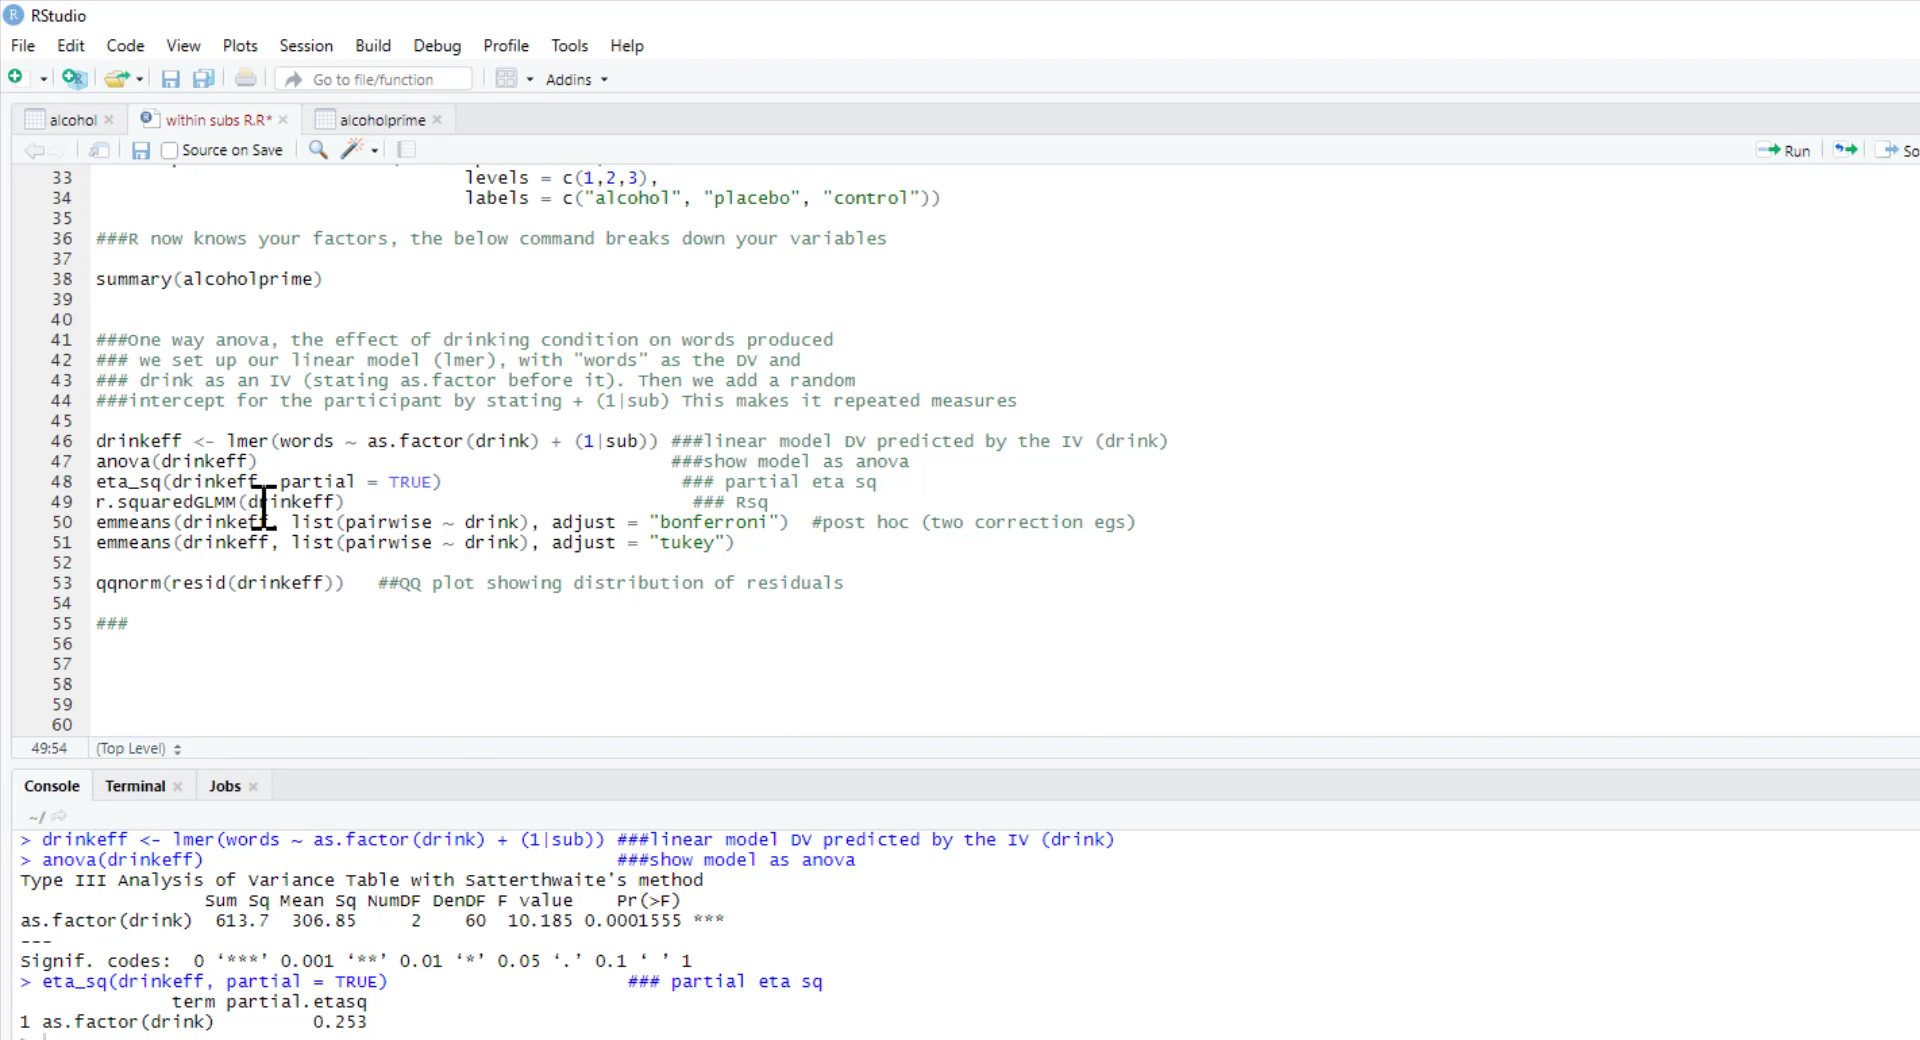 RStudio
File Edit Code View Plots Session Build Debug Profile Tools Help
Go to file/function Addins
alcohol within subs R.R* alcoholprime
Source on Save Run So
33 levels = c(1,2,3),
34 labels = c("alcohol", "placebo", "control"))
35
36 ###R now knows your factors, the below command breaks down your variables
37
38 summary(alcoholprime)
39
40
41 ###One way anova, the effect of drinking condition on words produced
42 ### we set up our linear model (lmer), with "words" as the DV and
43 ### drink as an IV (stating as.factor before it). Then we add a random
44 ###intercept for the participant by stating + (1|sub) This makes it repeated measures
45
46 drinkeff <- lmer(words ~ as.factor(drink) + (1|sub)) ###linear model DV predicted by the IV (drink)
47 anova(drinkeff) ###show model as anova
48 eta_sq(drinkeff, partial = TRUE) ### partial eta sq
49 r.squaredGLMM(drinkeff) ### Rsq
50 emmeans(drinkeff, list(pairwise ~ drink), adjust = "bonferroni") #post hoc (two correction egs)
51 emmeans(drinkeff, list(pairwise ~ drink), adjust = "tukey")
52
53 qqnorm(resid(drinkeff)) ##QQ plot showing distribution of residuals
54
55 ###
56
57
58
59
60
49:54 (Top Level)
Console Terminal Jobs
~/
> drinkeff <- lmer(words ~ as.factor(drink) + (1|sub)) ###linear model DV predicted by the IV (drink)
> anova(drinkeff) ###show model as anova
Type III Analysis of Variance Table with Satterthwaite's method
Sum Sq Mean Sq NumDF DenDF F value Pr(>F)
as.factor(drink) 613.7 306.85 2 60 10.185 0.0001555 ***
---
Signif. codes: 0 ‘***’ 0.001 ‘**’ 0.01 ‘*’ 0.05 ‘.’ 0.1 ‘ ’ 1
> eta_sq(drinkeff, partial = TRUE) ### partial eta sq
term partial.etasq
1 as.factor(drink) 0.253